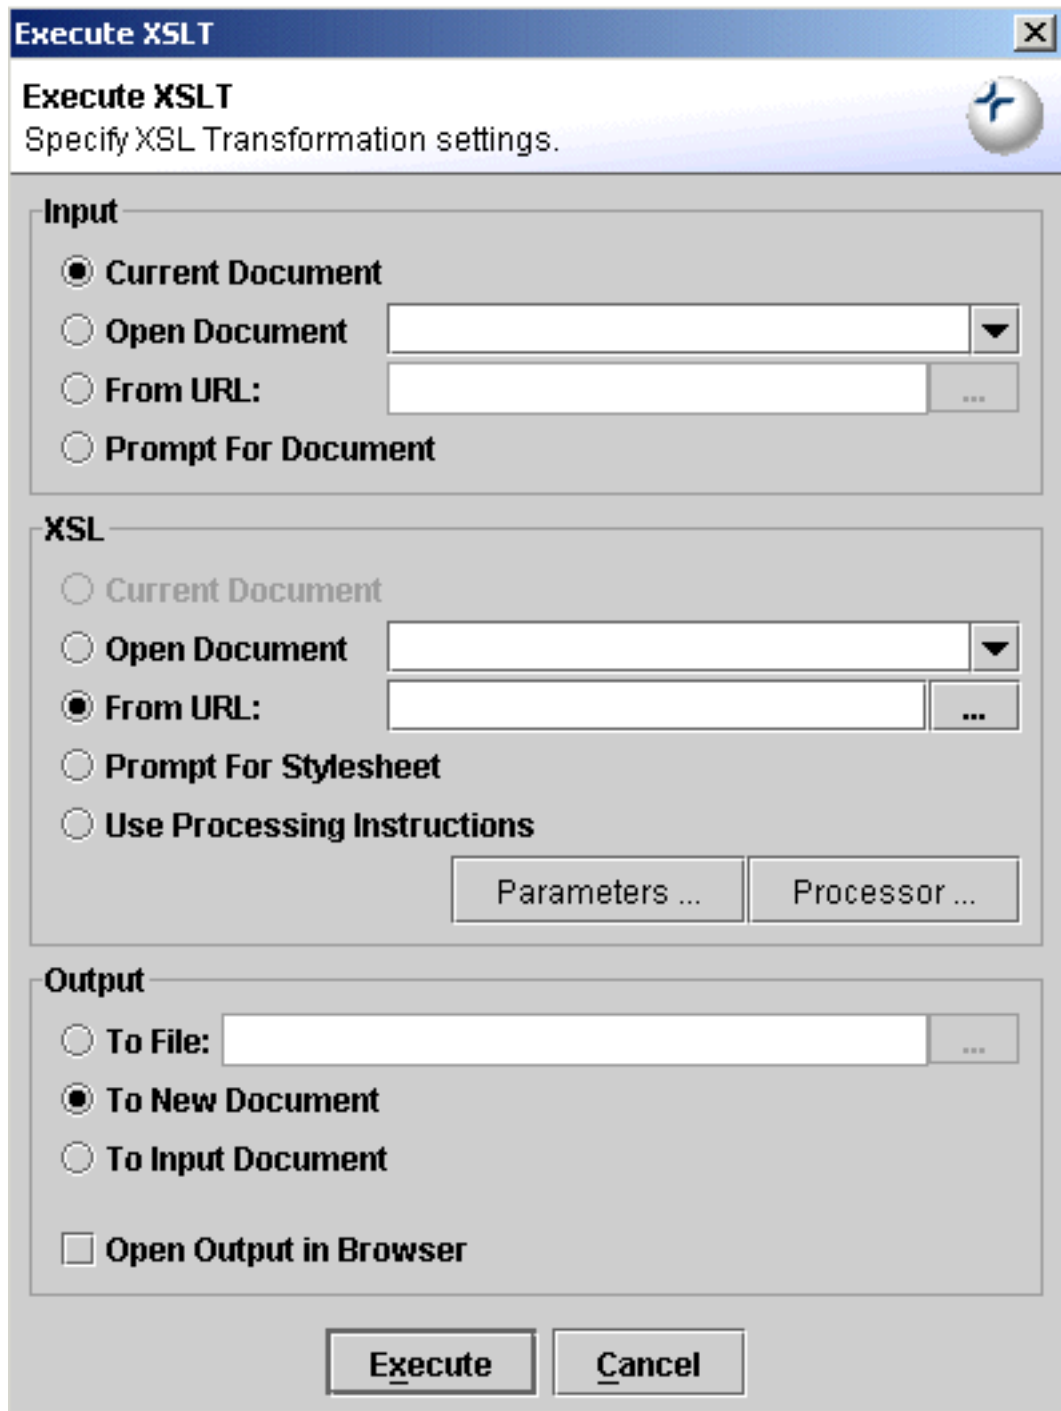 Execute XSLT
Execute XSLT
Specify XSL Transformation settings.
Input
Current Document
Open Document
From URL: ...
Prompt For Document
XSL
Current Document
Open Document
From URL: ...
Prompt For Stylesheet
Use Processing Instructions
Parameters ... Processor ...
Output
To File: ...
To New Document
To Input Document
Open Output in Browser
Execute Cancel